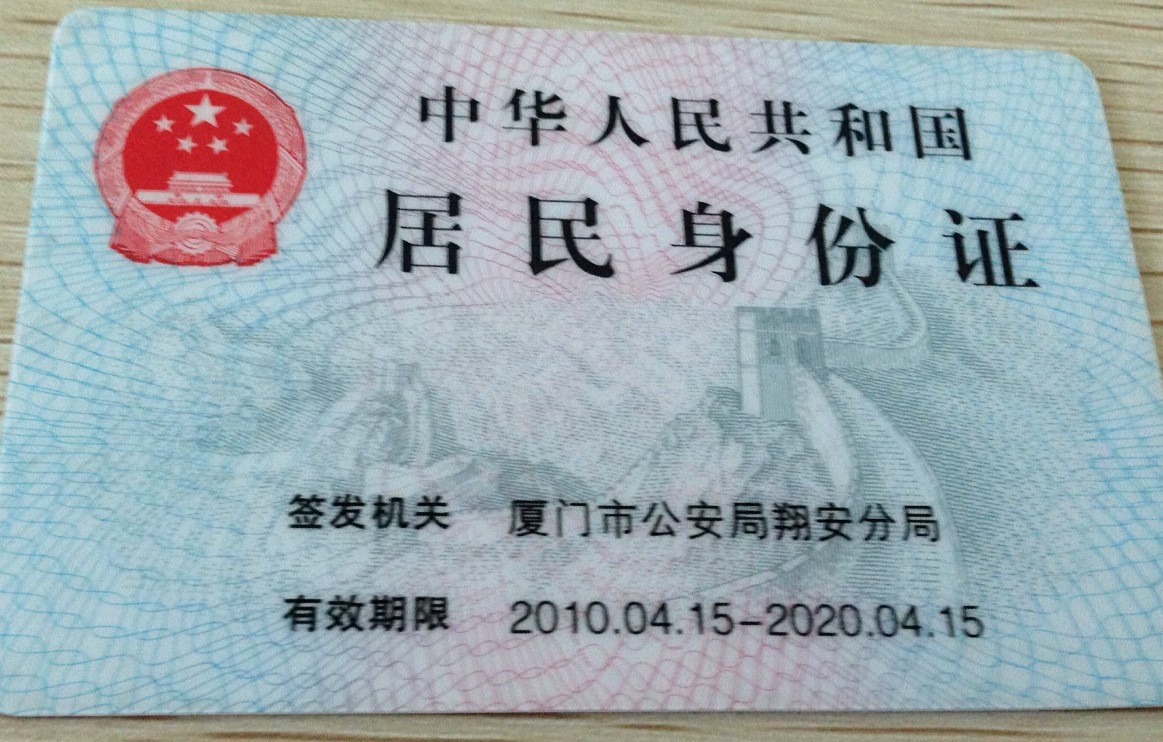 中华人民共和国
居民身份证
签发机关 厦门市公安局翔安分局
有效期限 2010.04.15-2020.04.15